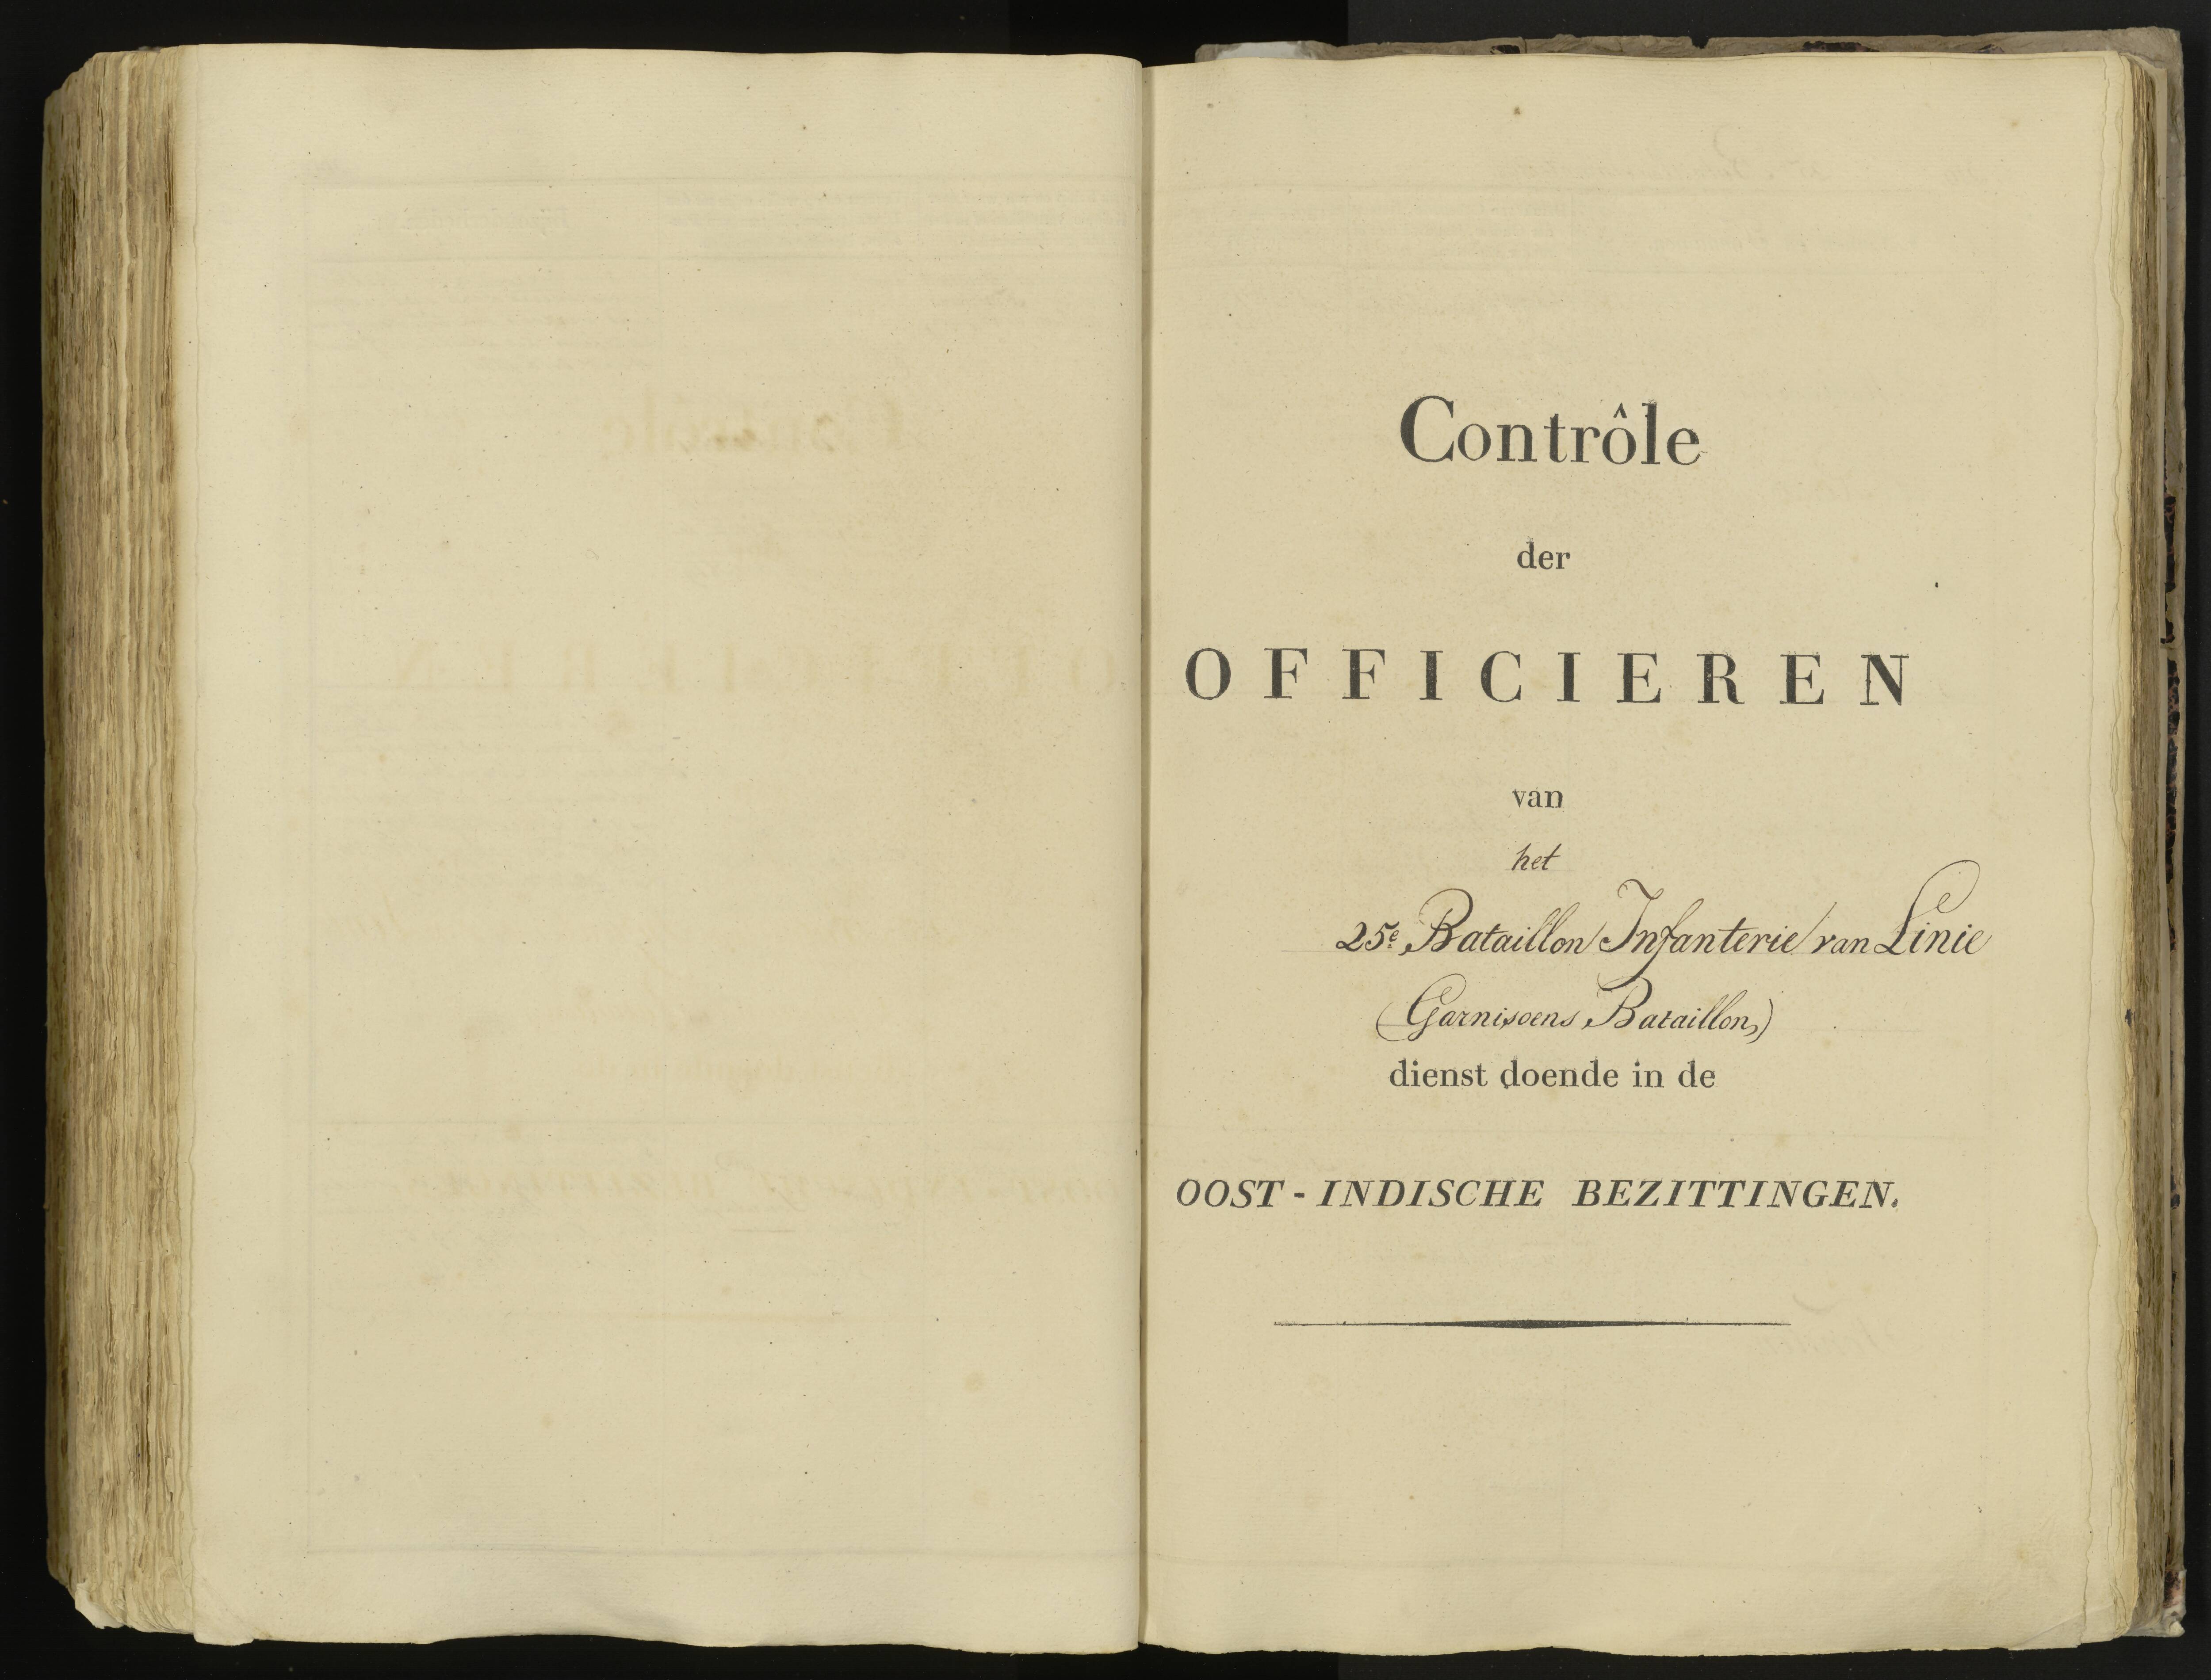 Contrôle
der
OFFICIEREN
van
het
25e Bataillon Infanterie van Linie
(Garnisoens Bataillon)
dienst doende in de
OOST-INDISCHE BEZITTINGEN.